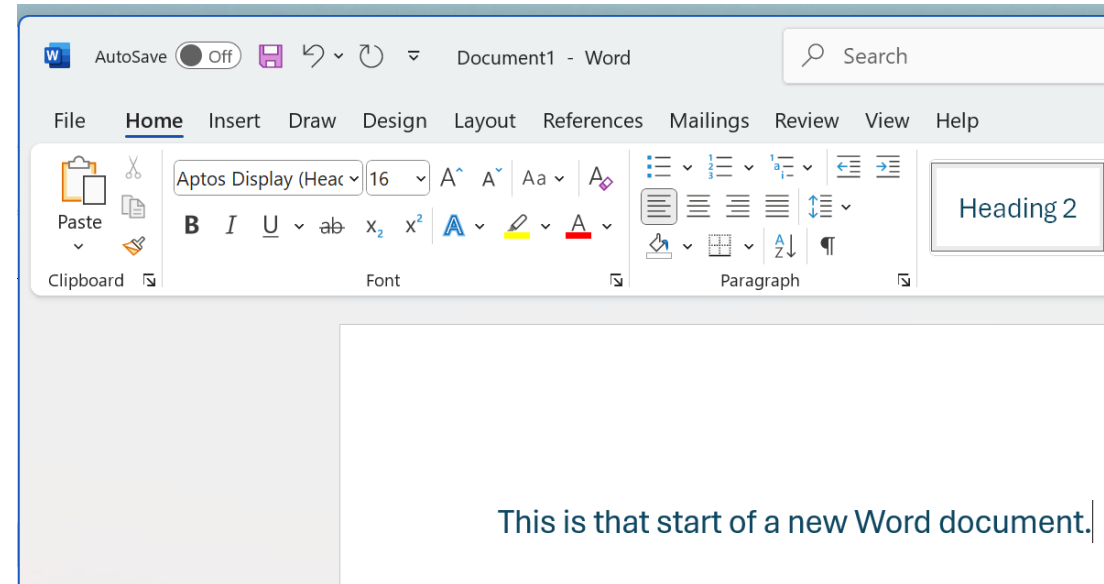 W AutoSave Off Document1 - Word Search
File Home Insert Draw Design Layout References Mailings Review View Help
Paste
Aptos Display (Heac 16 A A Aa A
B I U ab x2 x2 A A
Heading 2
Clipboard Font Paragraph
This is that start of a new Word document.